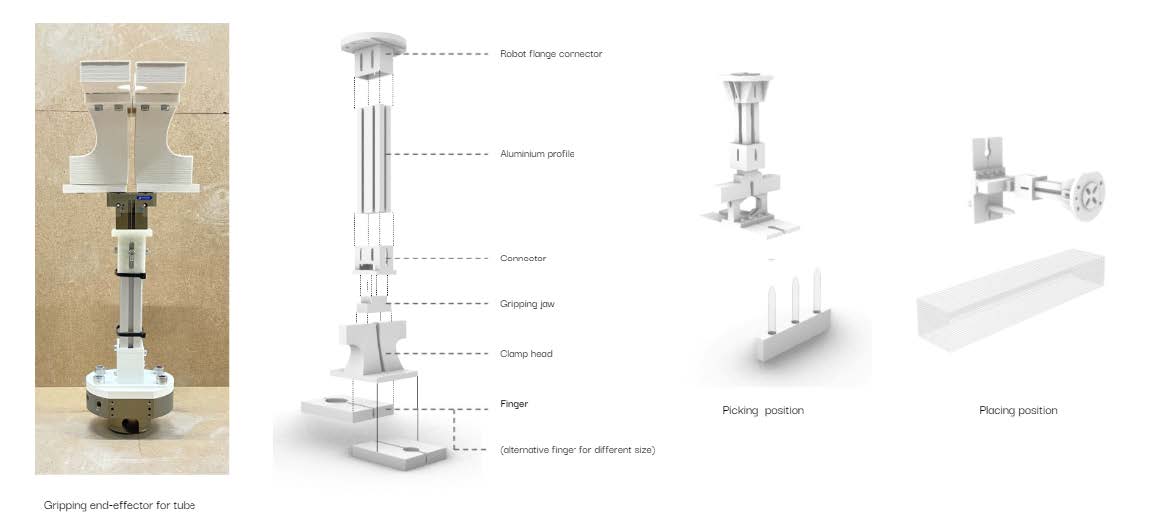 Robot flange connector
Aluminium profile
Connector
Gripping jaw
Clamp head
Finger
(alternative finger for different size)
Picking position
Placing position
Gripping end-effector for tube